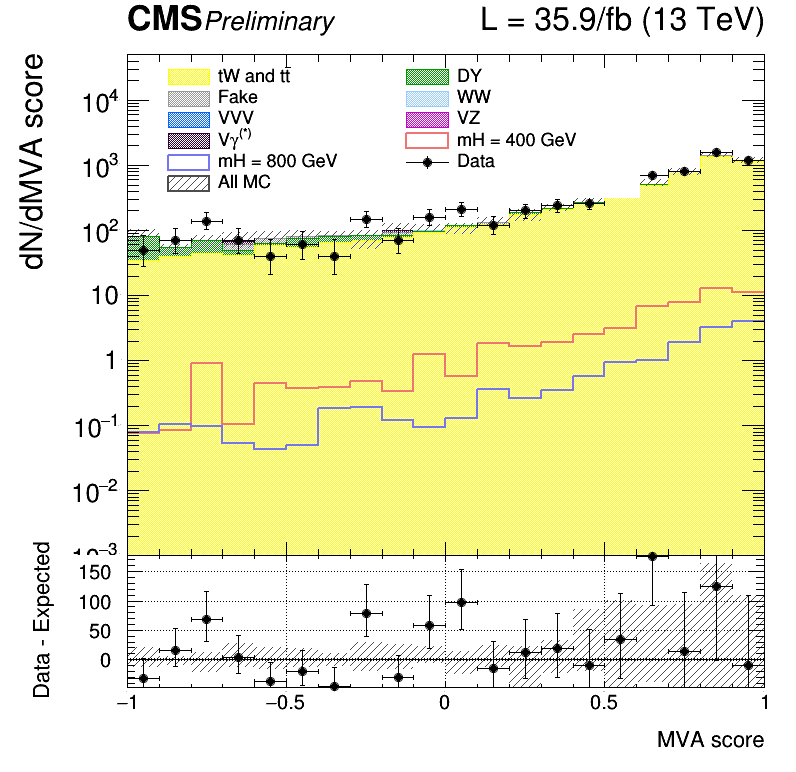 CMS Preliminary L = 35.9/fb (13 TeV)
dN/dMVA score
tW and tt
DY
Fake
WW
VVV
VZ
Vγ(*)
mH = 400 GeV
mH = 800 GeV
Data
All MC
10⁴
10³
10²
10
1
10⁻¹
10⁻²
10⁻³
Data - Expected
150
100
50
0
−1 −0.5 0 0.5 1
MVA score